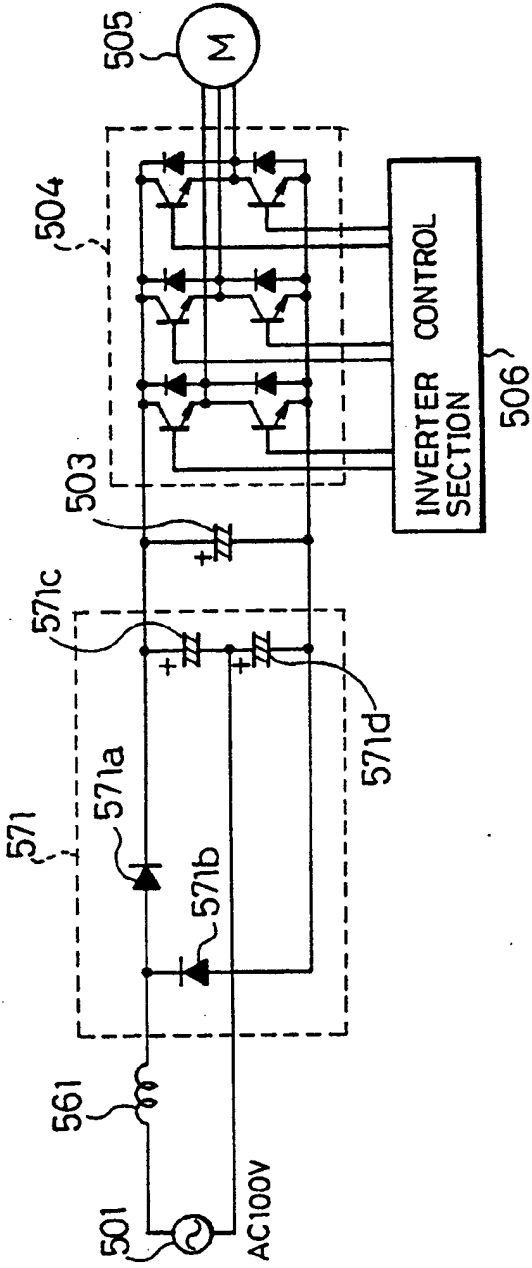 501
AC100V
561
571
571a
571b
571c
571d
+
+
503
+
504
505
M
INVERTER CONTROL
SECTION
506